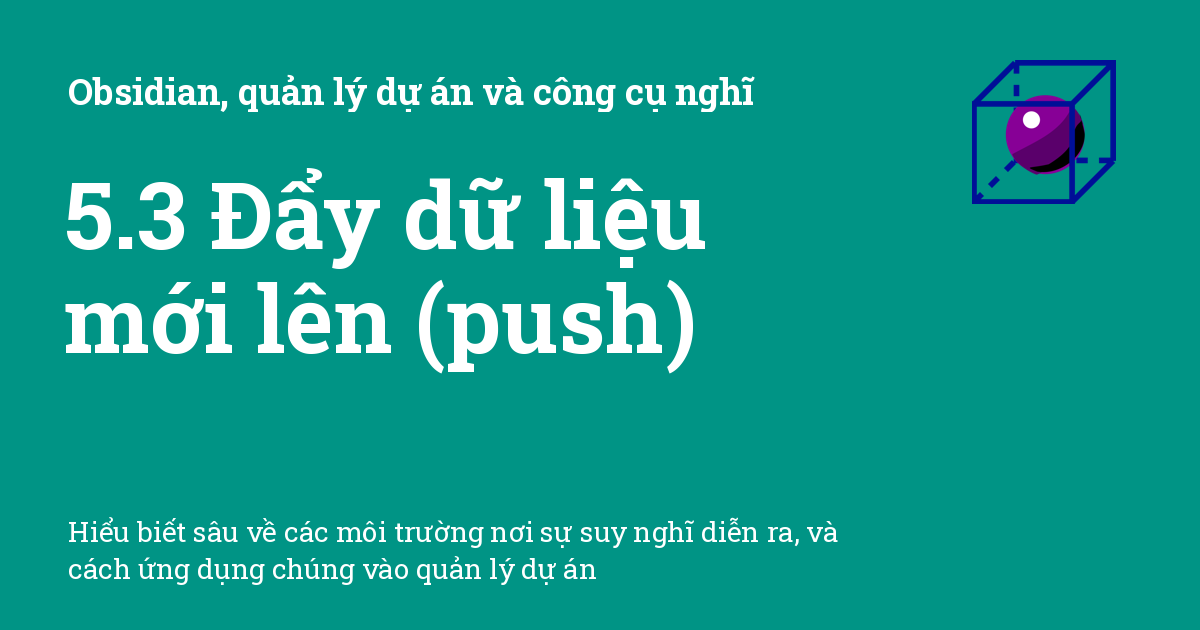 Obsidian, quản lý dự án và công cụ nghĩ
5.3 Đẩy dữ liệu
mới lên (push)
Hiểu biết sâu về các môi trường nơi sự suy nghĩ diễn ra, và
cách ứng dụng chúng vào quản lý dự án